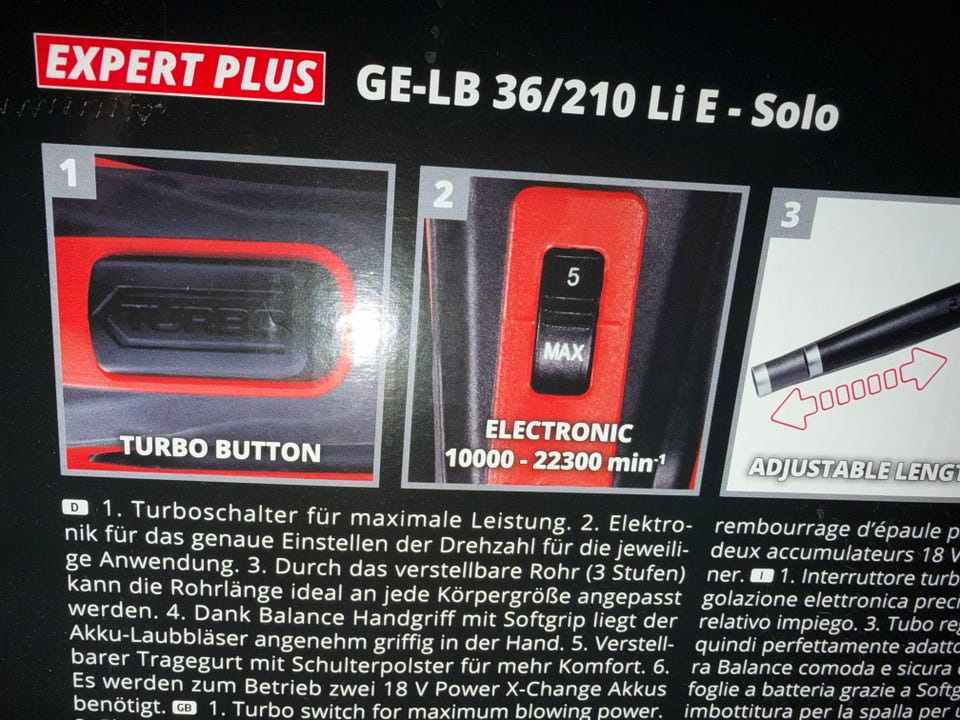 EXPERT PLUS
GE-LB 36/210 Li E - Solo
1
TURBO
TURBO BUTTON
2
5
MAX
ELECTRONIC
10000 - 22300 min⁻¹
3
ADJUSTABLE
D 1. Turboschalter für maximale Leistung. 2. Elektro-
nik für das genaue Einstellen der Drehzahl für die jeweili-
ge Anwendung. 3. Durch das verstellbare Rohr (3 Stufen)
kann die Rohrlänge ideal an jede Körpergröße angepasst
werden. 4. Dank Balance Handgriff mit Softgrip liegt der
Akku-Laubbläser angenehm griffig in der Hand. 5. Verstell-
barer Tragegurt mit Schulterpolster für mehr Komfort. 6.
Es werden zum Betrieb zwei 18 V Power X-Change Akkus
benötigt. GB 1. Turbo switch for maximum blowing power.
rembourrage d'épaule
deux accumulateurs 18 V
ner. I 1. Interruttore
golazione elettronica
relativo impiego. 3. Tubo
quindi perfettamente
ra Balance comoda e sicura
foglie a batteria grazie a
imbottitura per la spalla per